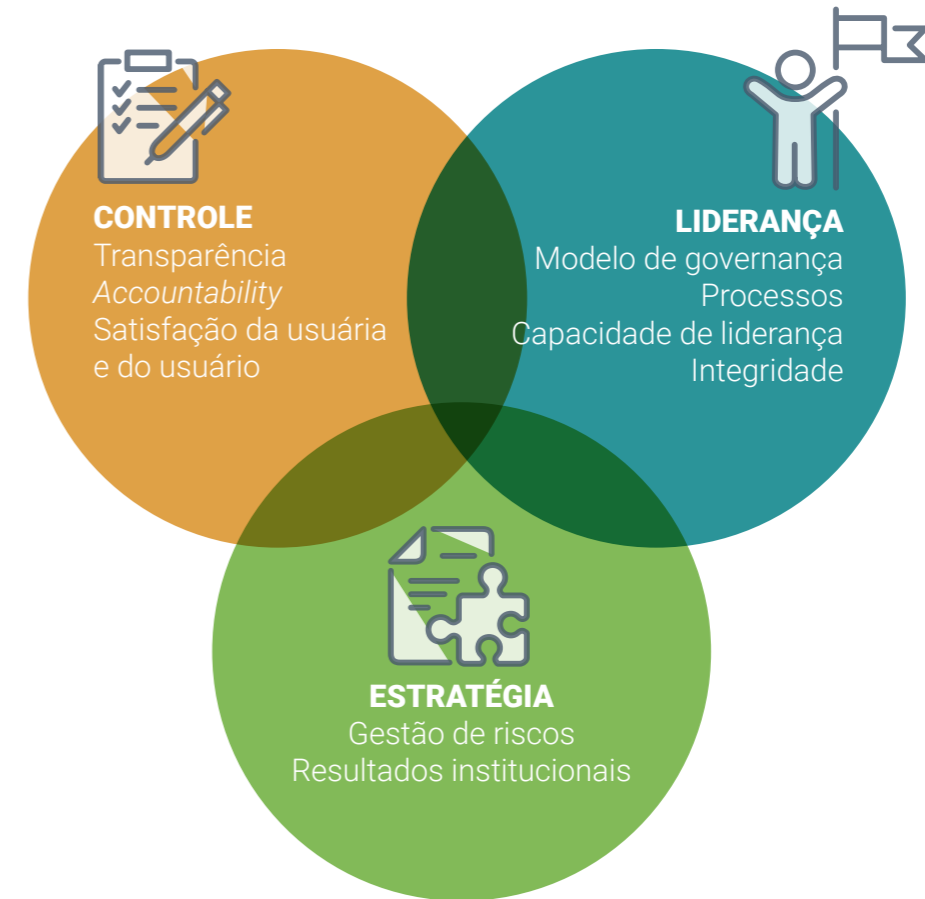 CONTROLE
Transparência
Accountability
Satisfação da usuária
e do usuário
LIDERANÇA
Modelo de governança
Processos
Capacidade de liderança
Integridade
ESTRATÉGIA
Gestão de riscos
Resultados institucionais